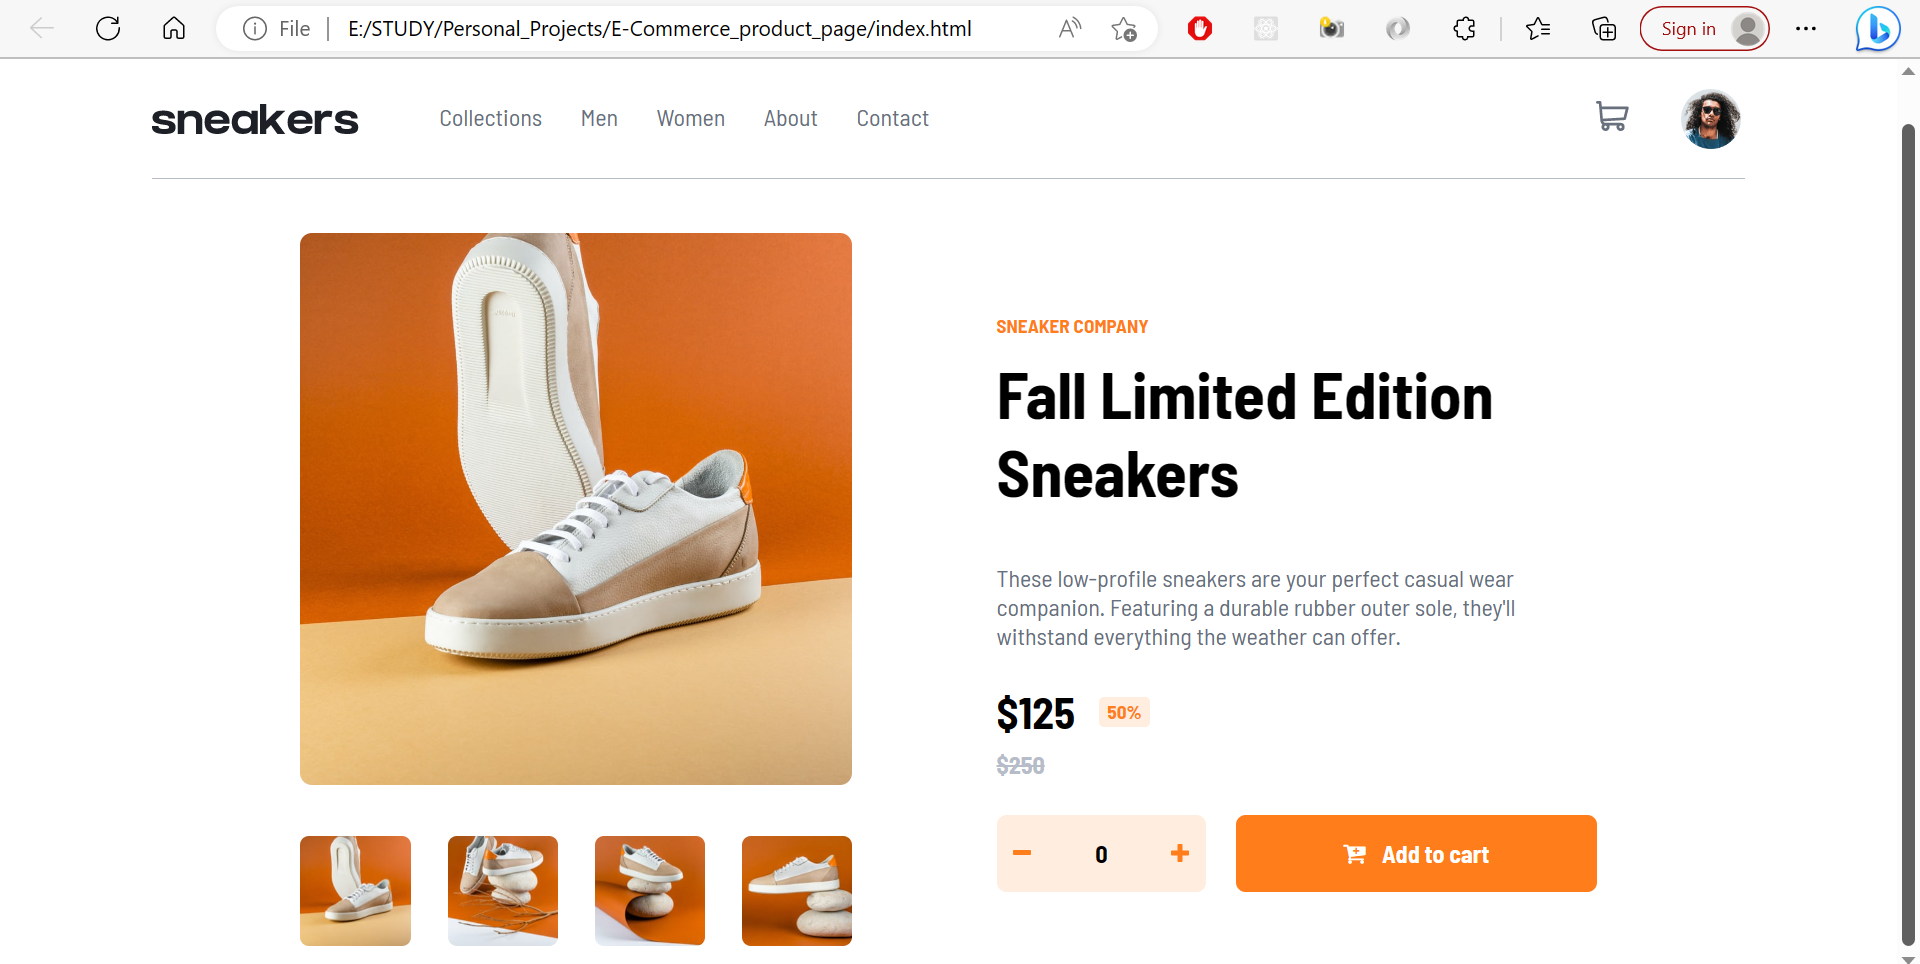 File
E:/STUDY/Personal_Projects/E-Commerce_product_page/index.html
A
Sign in
sneakers
Collections
Men
Women
About
Contact
SNEAKER COMPANY
Fall Limited Edition
Sneakers
These low-profile sneakers are your perfect casual wear
companion. Featuring a durable rubber outer sole, they'll
withstand everything the weather can offer.
$125
50%
$250
0
Add to cart